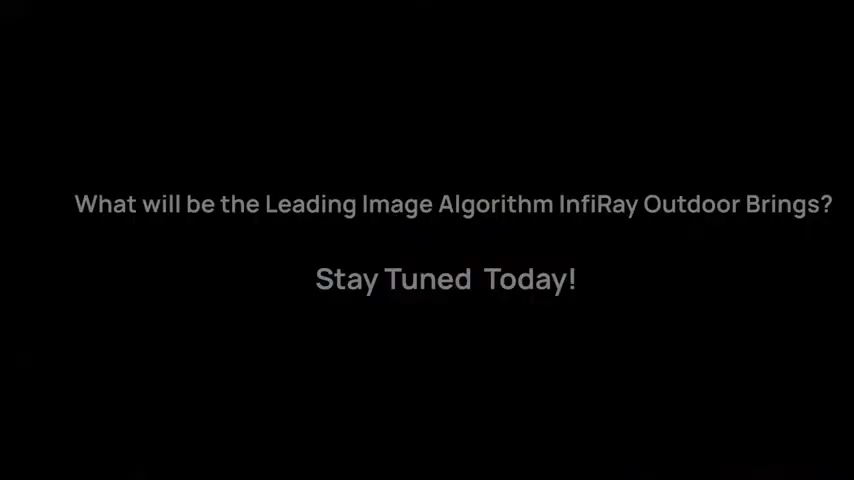 What will be the Leading Image Algorithm InfiRay Outdoor Brings?
Stay Tuned Today!